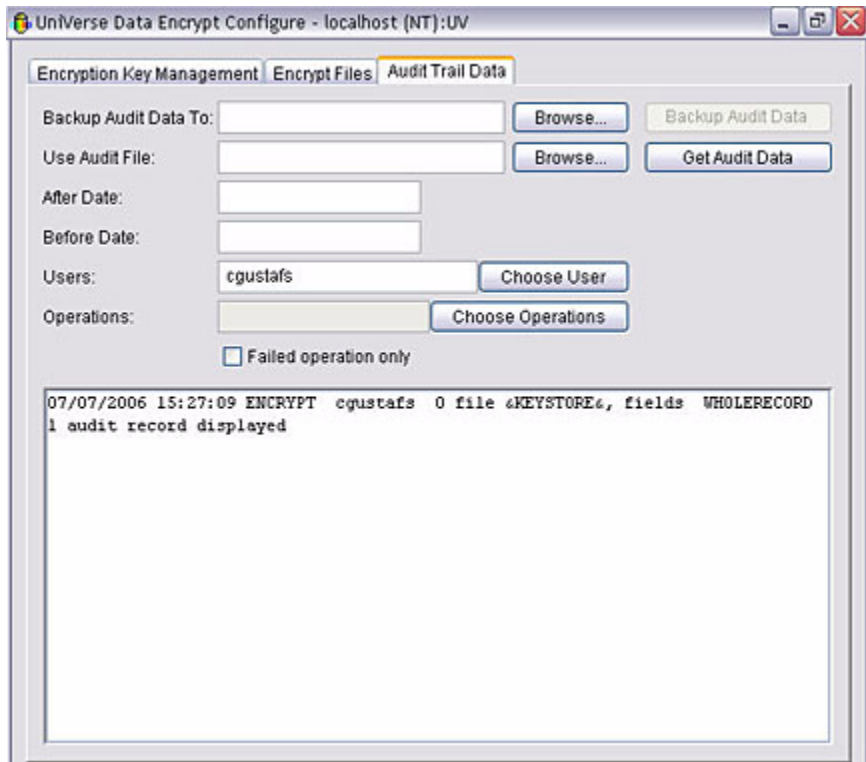 UniVerse Data Encrypt Configure - localhost (NT):UV
Encryption Key Management Encrypt Files Audit Trail Data
Backup Audit Data To: Browse... Backup Audit Data
Use Audit File: Browse... Get Audit Data
After Date:
Before Date:
Users: cgustafs Choose User
Operations: Choose Operations
Failed operation only
07/07/2006 15:27:09 ENCRYPT cgustafs 0 file &KEYSTORE&, fields WHOLERECORD
1 audit record displayed